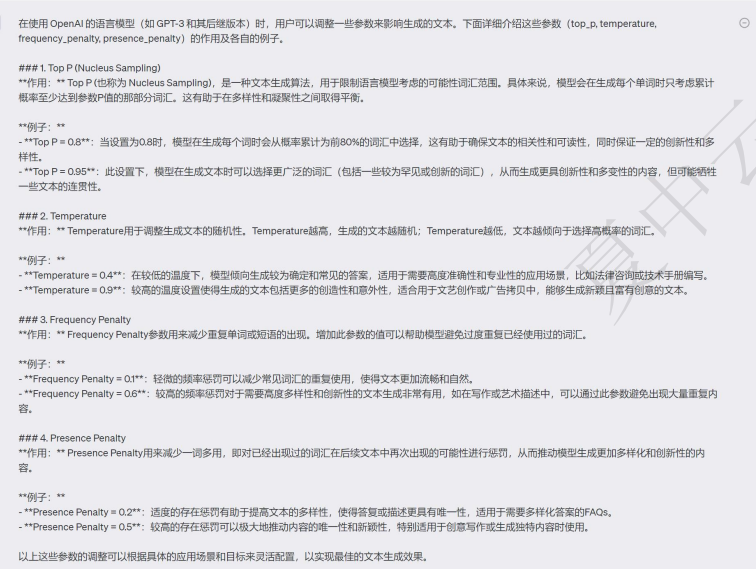 在使用 OpenAI 的语言模型（如 GPT-3 和其后继版本）时，用户可以调整一些参数来影响生成的文本。下面详细介绍这些参数（top_p, temperature,
frequency_penalty, presence_penalty）的作用及各自的例子。
### 1. Top P (Nucleus Sampling)
**作用：** Top P (也称为 Nucleus Sampling)，是一种文本生成算法，用于限制语言模型考虑的可能性词汇范围。具体来说，模型会在生成每个单词时只考虑累计
概率至少达到参数P值的那部分词汇。这有助于在多样性和凝聚性之间取得平衡。
**例子：**
- **Top P = 0.8**：当设置为0.8时，模型在生成每个词时会从概率累计为前80%的词汇中选择，这有助于确保文本的相关性和可读性，同时保证一定的创新性和多
样性。
- **Top P = 0.95**：此设置下，模型在生成文本时可以选择更广泛的词汇（包括一些较为罕见或创新的词汇），从而生成更具创新性和多变性的内容，但可能牺牲
一些文本的连贯性。
### 2. Temperature
**作用：** Temperature用于调整生成文本的随机性。Temperature越高，生成的文本越随机；Temperature越低，文本越倾向于选择高概率的词汇。
**例子：**
- **Temperature = 0.4**：在较低的温度下，模型倾向生成较为确定和常见的答案，适用于需要高度准确性和专业性的应用场景，比如法律咨询或技术手册编写。
- **Temperature = 0.9**：较高的温度设置使得生成的文本包括更多的创造性和意外性，适合用于文艺创作或广告拷贝中，能够生成新颖且富有创意的文本。
### 3. Frequency Penalty
**作用：** Frequency Penalty参数用来减少重复单词或短语的出现。增加此参数的值可以帮助模型避免过度重复已经使用过的词汇。
**例子：**
- **Frequency Penalty = 0.1**：轻微的频率惩罚可以减少常见词汇的重复使用，使得文本更加流畅和自然。
- **Frequency Penalty = 0.6**：较高的频率惩罚对于需要高度多样性和创新性的文本生成非常有用，如在写作或艺术描述中，可以通过此参数避免出现大量重复内
容。
### 4. Presence Penalty
**作用：** Presence Penalty用来减少一词多用，即对已经出现过的词汇在后续文本中再次出现的可能性进行惩罚，从而推动模型生成更加多样化和创新性的内
容。
**例子：**
- **Presence Penalty = 0.2**：适度的存在惩罚有助于提高文本的多样性，使得答复或描述更具有唯一性，适用于需要多样化答案的FAQs。
- **Presence Penalty = 0.5**：较高的存在惩罚可以极大地推动内容的唯一性和新颖性，特别适用于创意写作或生成独特内容时使用。
以上这些参数的调整可以根据具体的应用场景和目标来灵活配置，以实现最佳的文本生成效果。
夏中云